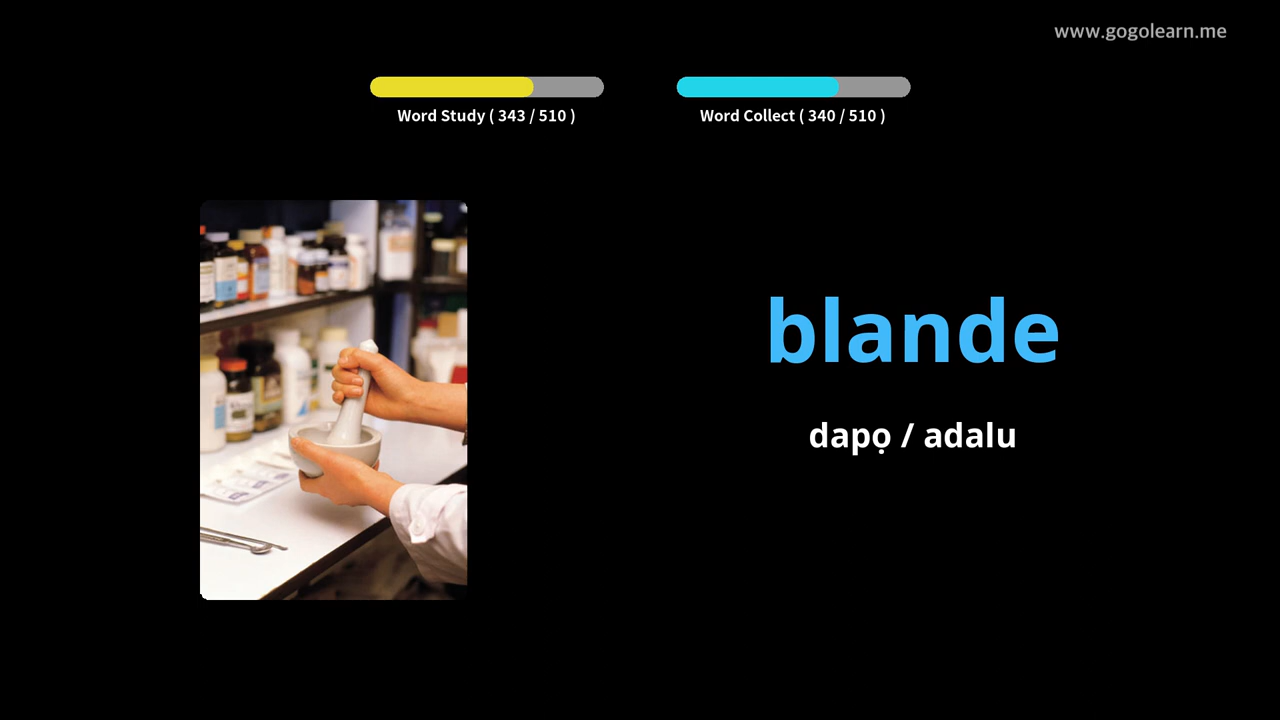 www.gogolearn.me
Word Study ( 343 / 510 )
Word Collect ( 340 / 510 )
blande
dapọ / adalu